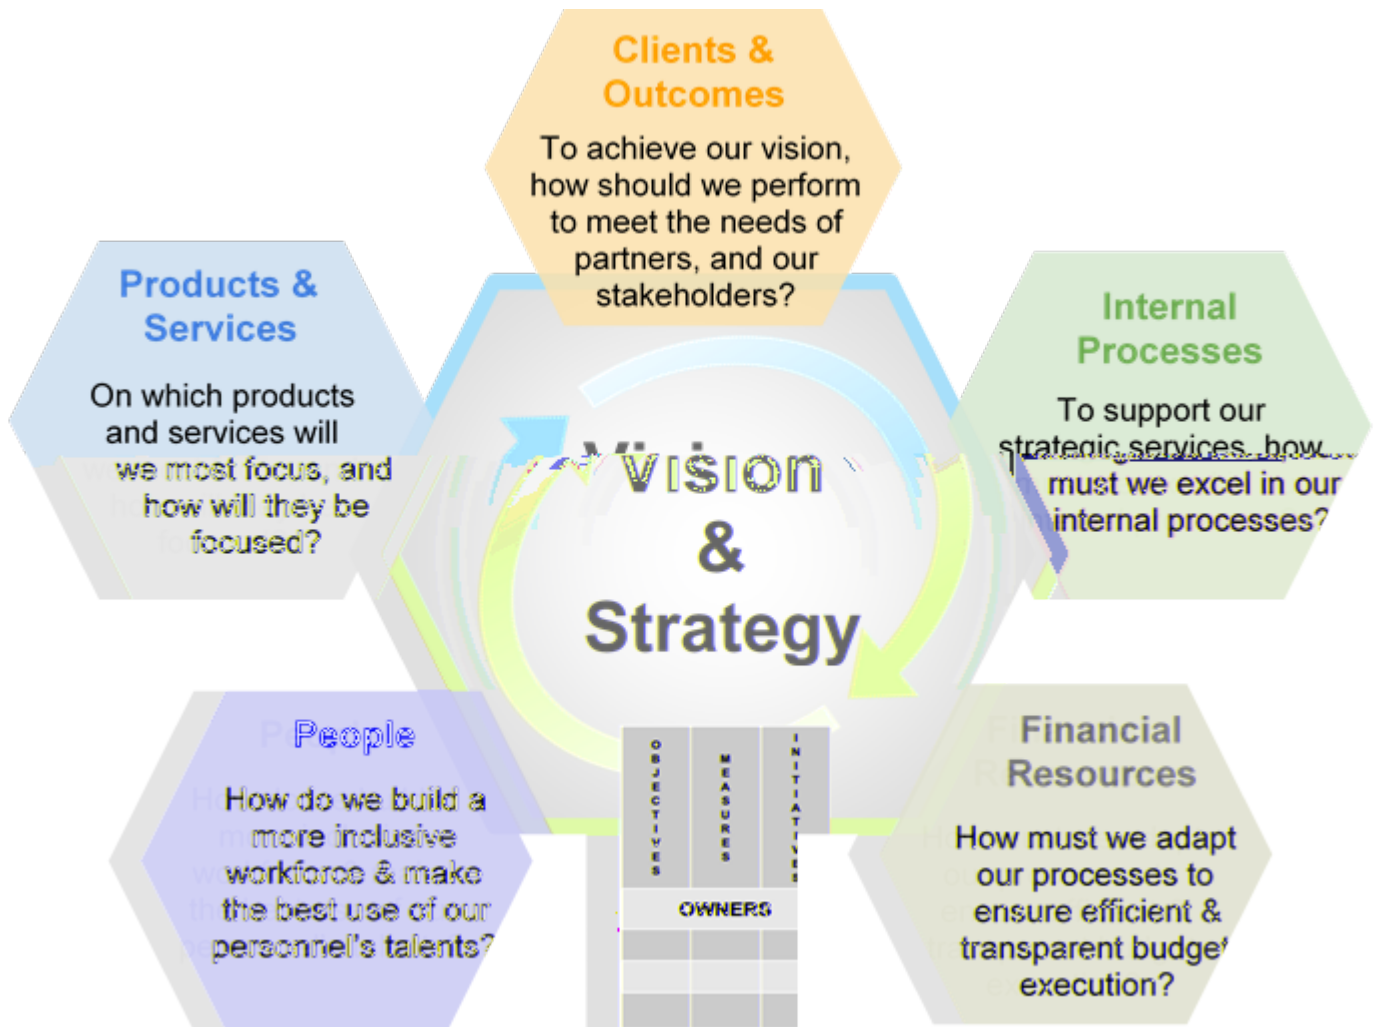 Clients &
Outcomes
To achieve our vision,
how should we perform
to meet the needs of
partners, and our
stakeholders?
Products &
Services
On which products
and services will
we most focus, and
how will they be
focused?
Internal
Processes
To support our
strategic services, how
must we excel in our
internal processes?
Vision
&
Strategy
People
How do we build a
more inclusive
workforce & make
the best use of our
personnel's talents?
OBJECTIVES
MEASURES
INITIATIVES
OWNERS
Financial
Resources
How must we adapt
our processes to
ensure efficient &
transparent budget
execution?